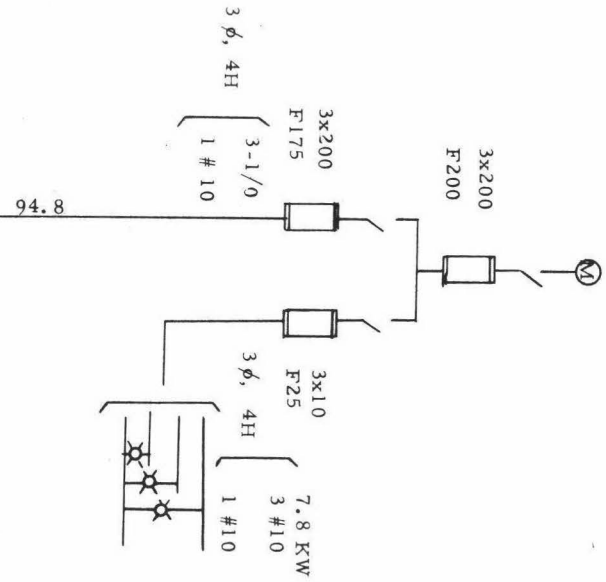 M
3x200
F200
3x200
F175
3 ø, 4H
3-1/0
1 # 10
94.8
3x10
F25
3 ø, 4H
7.8 KW
3 #10
1 #10